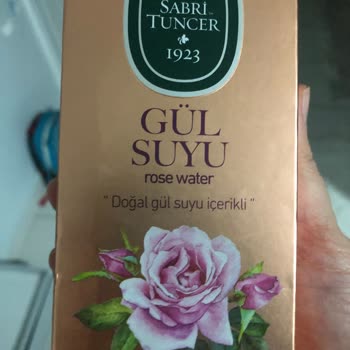 SABRİ
TUNCER
1923
GÜL
SUYU
rose water
" Doğal gül suyu içerikli "